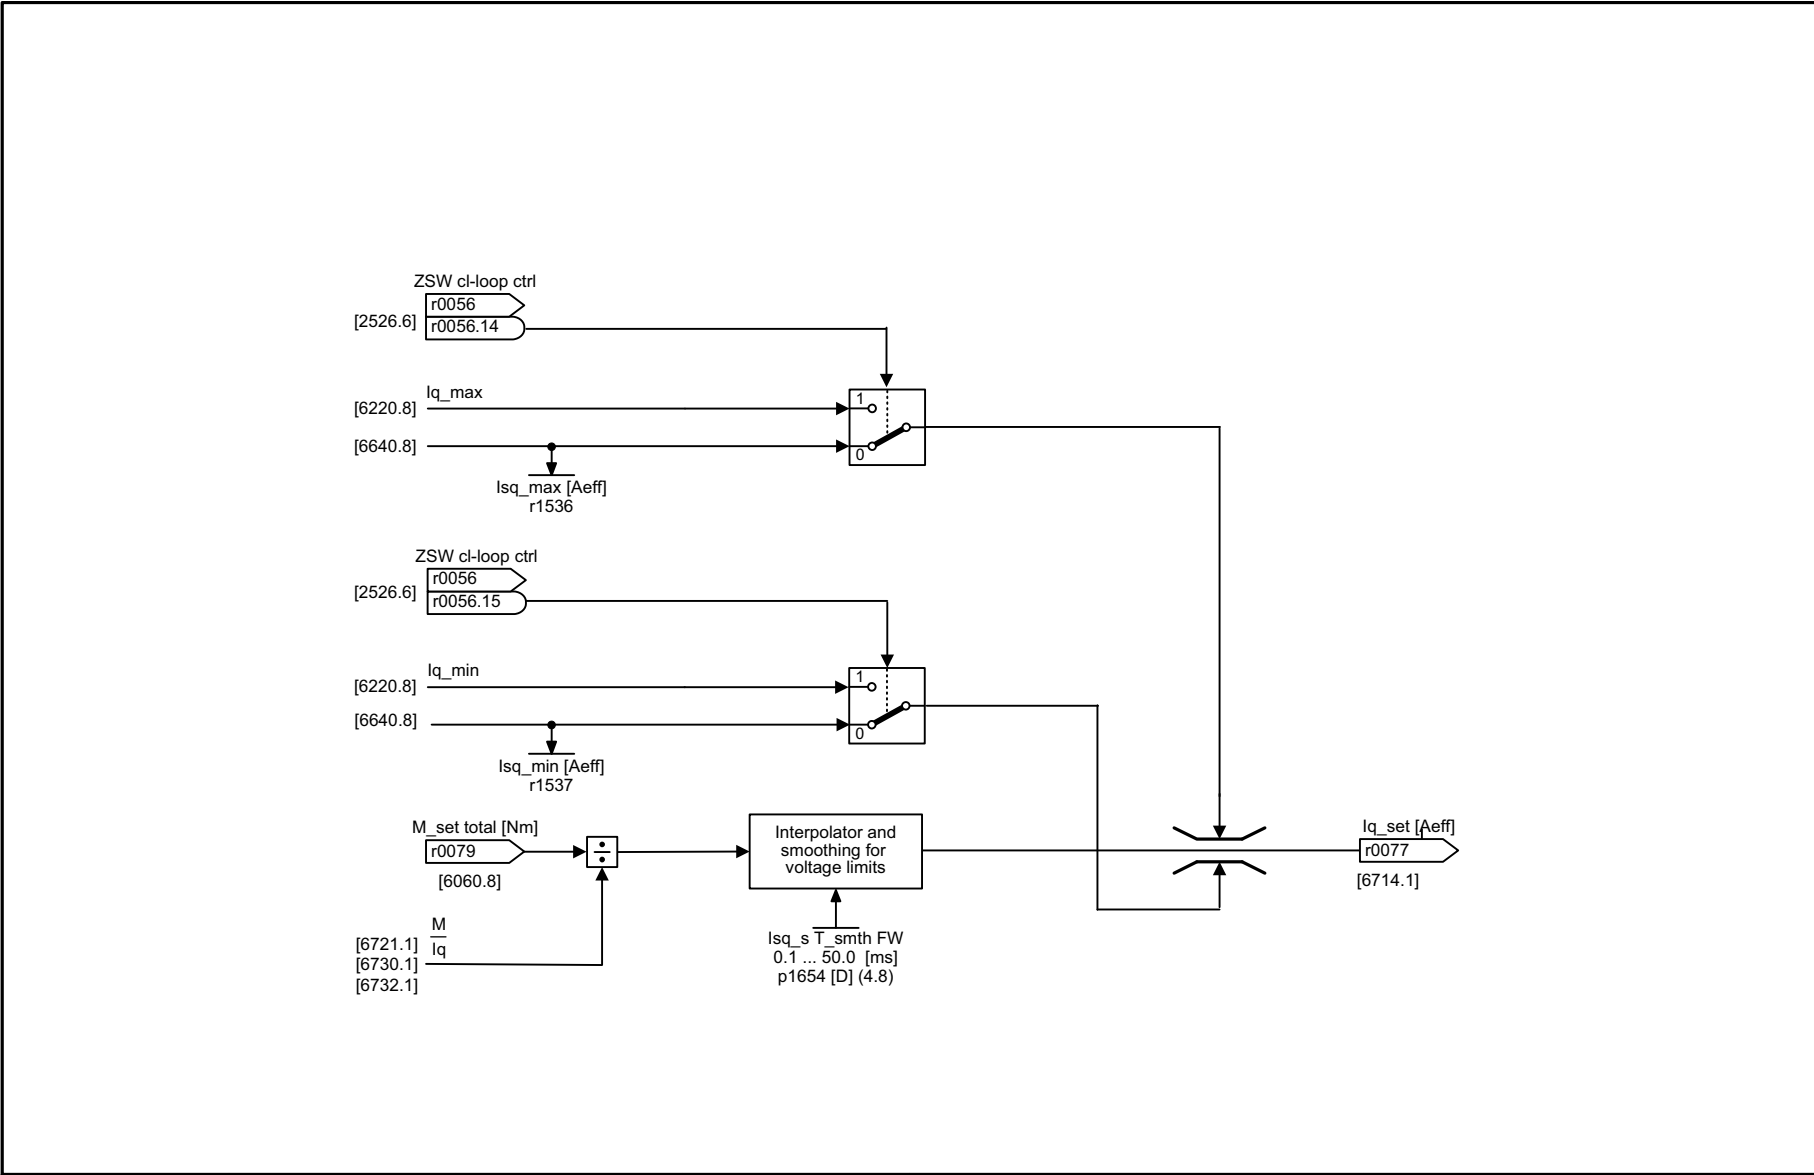 ZSW cl-loop ctrl
r0056
[2526.6]
r0056.14
Iq_max
[6220.8]
1
[6640.8]
0
Isq_max [Aeff]
r1536
ZSW cl-loop ctrl
r0056
[2526.6]
r0056.15
Iq_min
[6220.8]
1
[6640.8]
0
Isq_min [Aeff]
r1537
M_set total [Nm]
r0079
[6060.8]
Interpolator and
smoothing for
voltage limits
Iq_set [Aeff]
r0077
[6714.1]
M
Iq
[6721.1]
[6730.1]
[6732.1]
Isq_s T_smth FW
0.1 ... 50.0 [ms]
p1654 [D] (4.8)